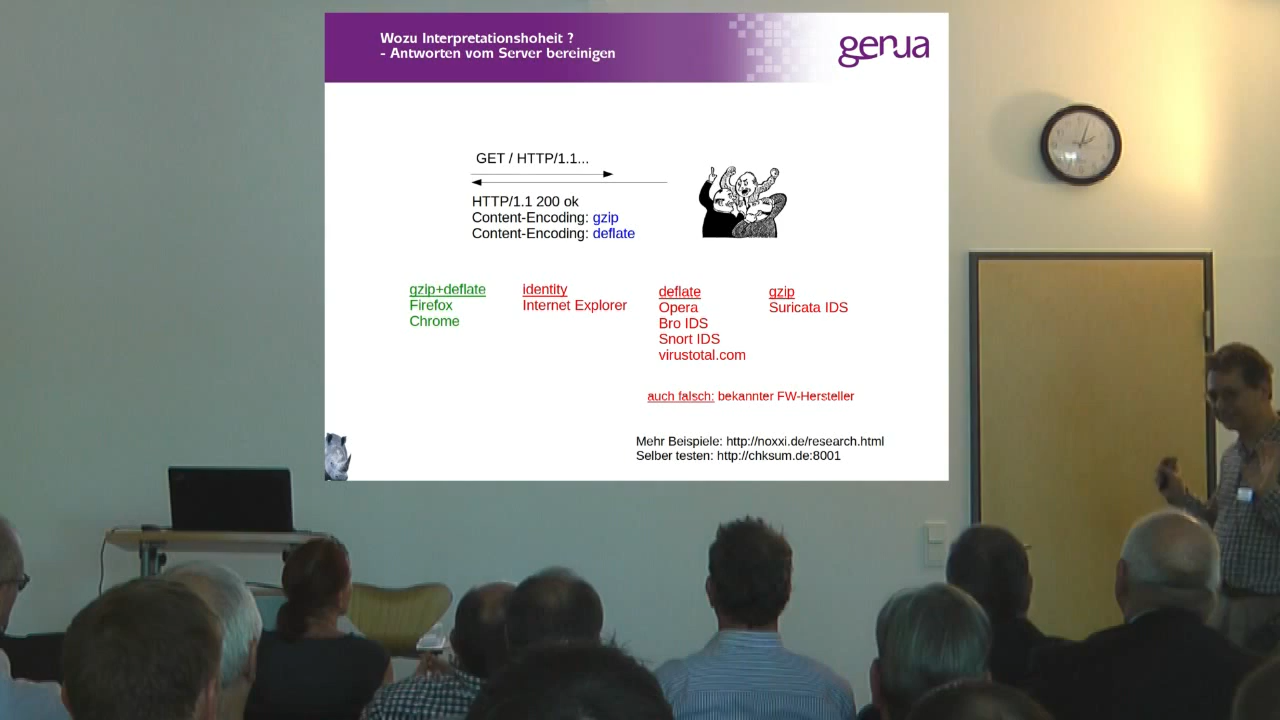 Wozu Interpretationshoheit ?
- Antworten vom Server bereinigen
genua
GET / HTTP/1.1...
HTTP/1.1 200 ok
Content-Encoding: gzip
Content-Encoding: deflate
gzip+deflate
Firefox
Chrome
identity
Internet Explorer
deflate
Opera
Bro IDS
Snort IDS
virustotal.com
gzip
Suricata IDS
auch falsch: bekannter FW-Hersteller
Mehr Beispiele: http://noxxi.de/research.html
Selber testen: http://chksum.de:8001